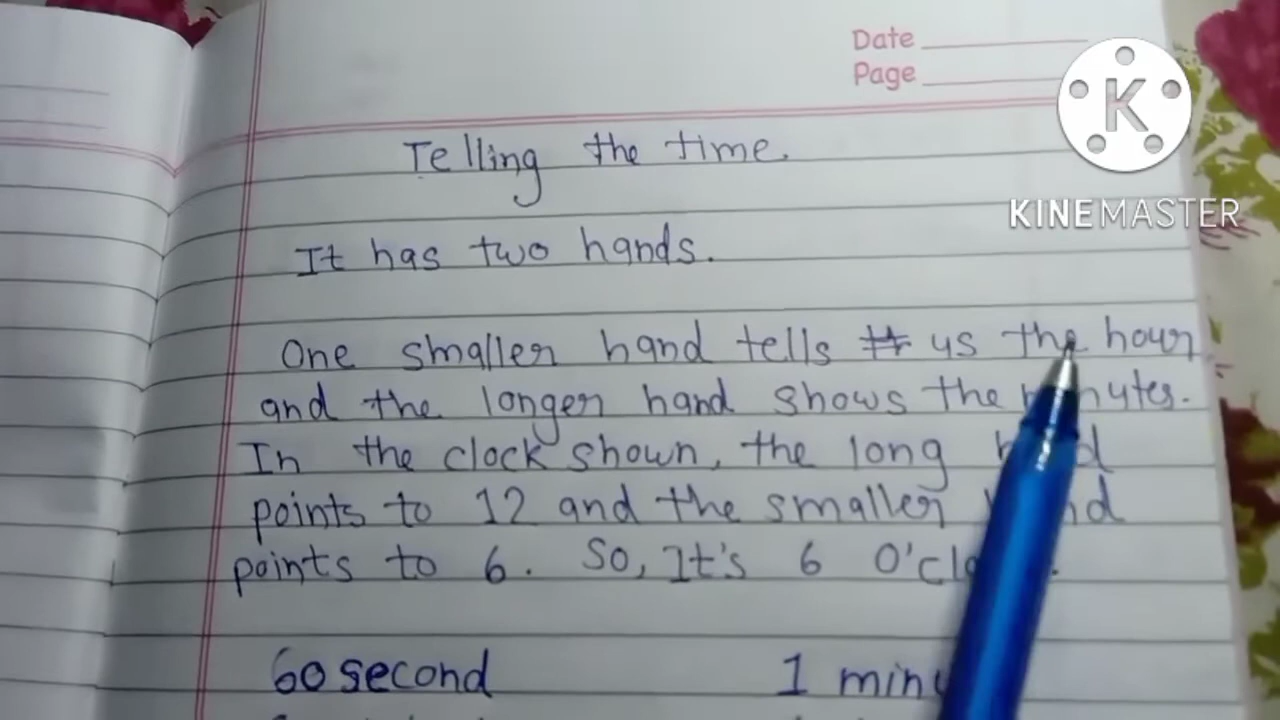 Date
Page
KINEMASTER
Telling the time.
It has two hands.
One smaller hand tells us the hour
and the longer hand shows the minutes.
In the clock shown, the long
points to 12 and the smaller
points to 6. So, It's 6
60 second 1